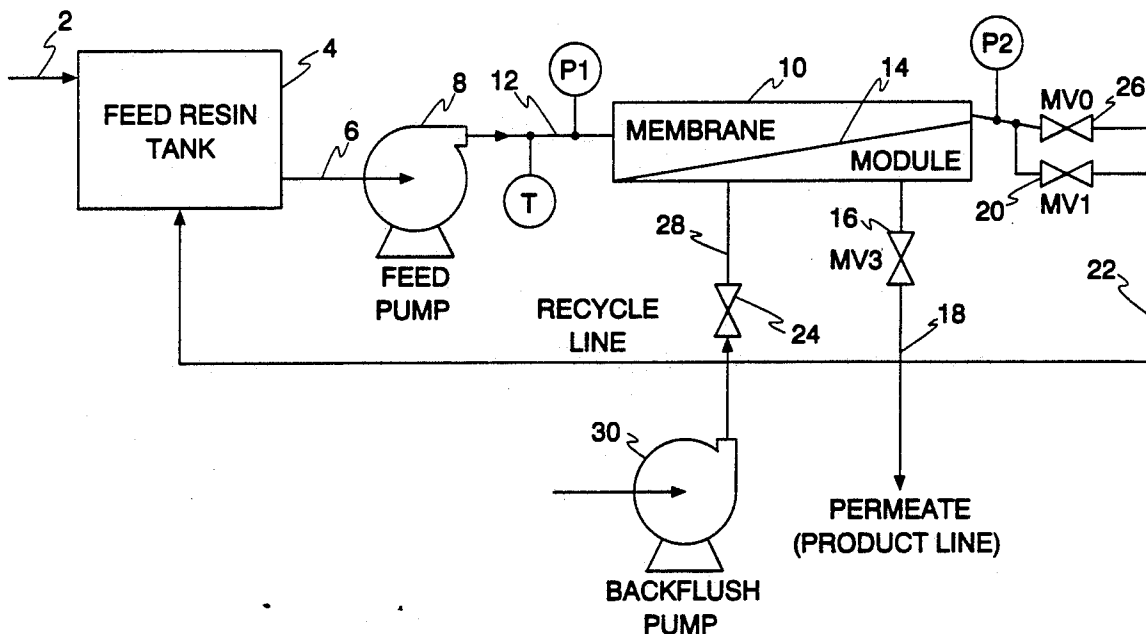 2
4
FEED RESIN
TANK
6
8
FEED
PUMP
12
P1
T
10
14
MEMBRANE
MODULE
P2
MV0
26
20
MV1
16
MV3
28
24
22
18
RECYCLE
LINE
30
BACKFLUSH
PUMP
PERMEATE
(PRODUCT LINE)